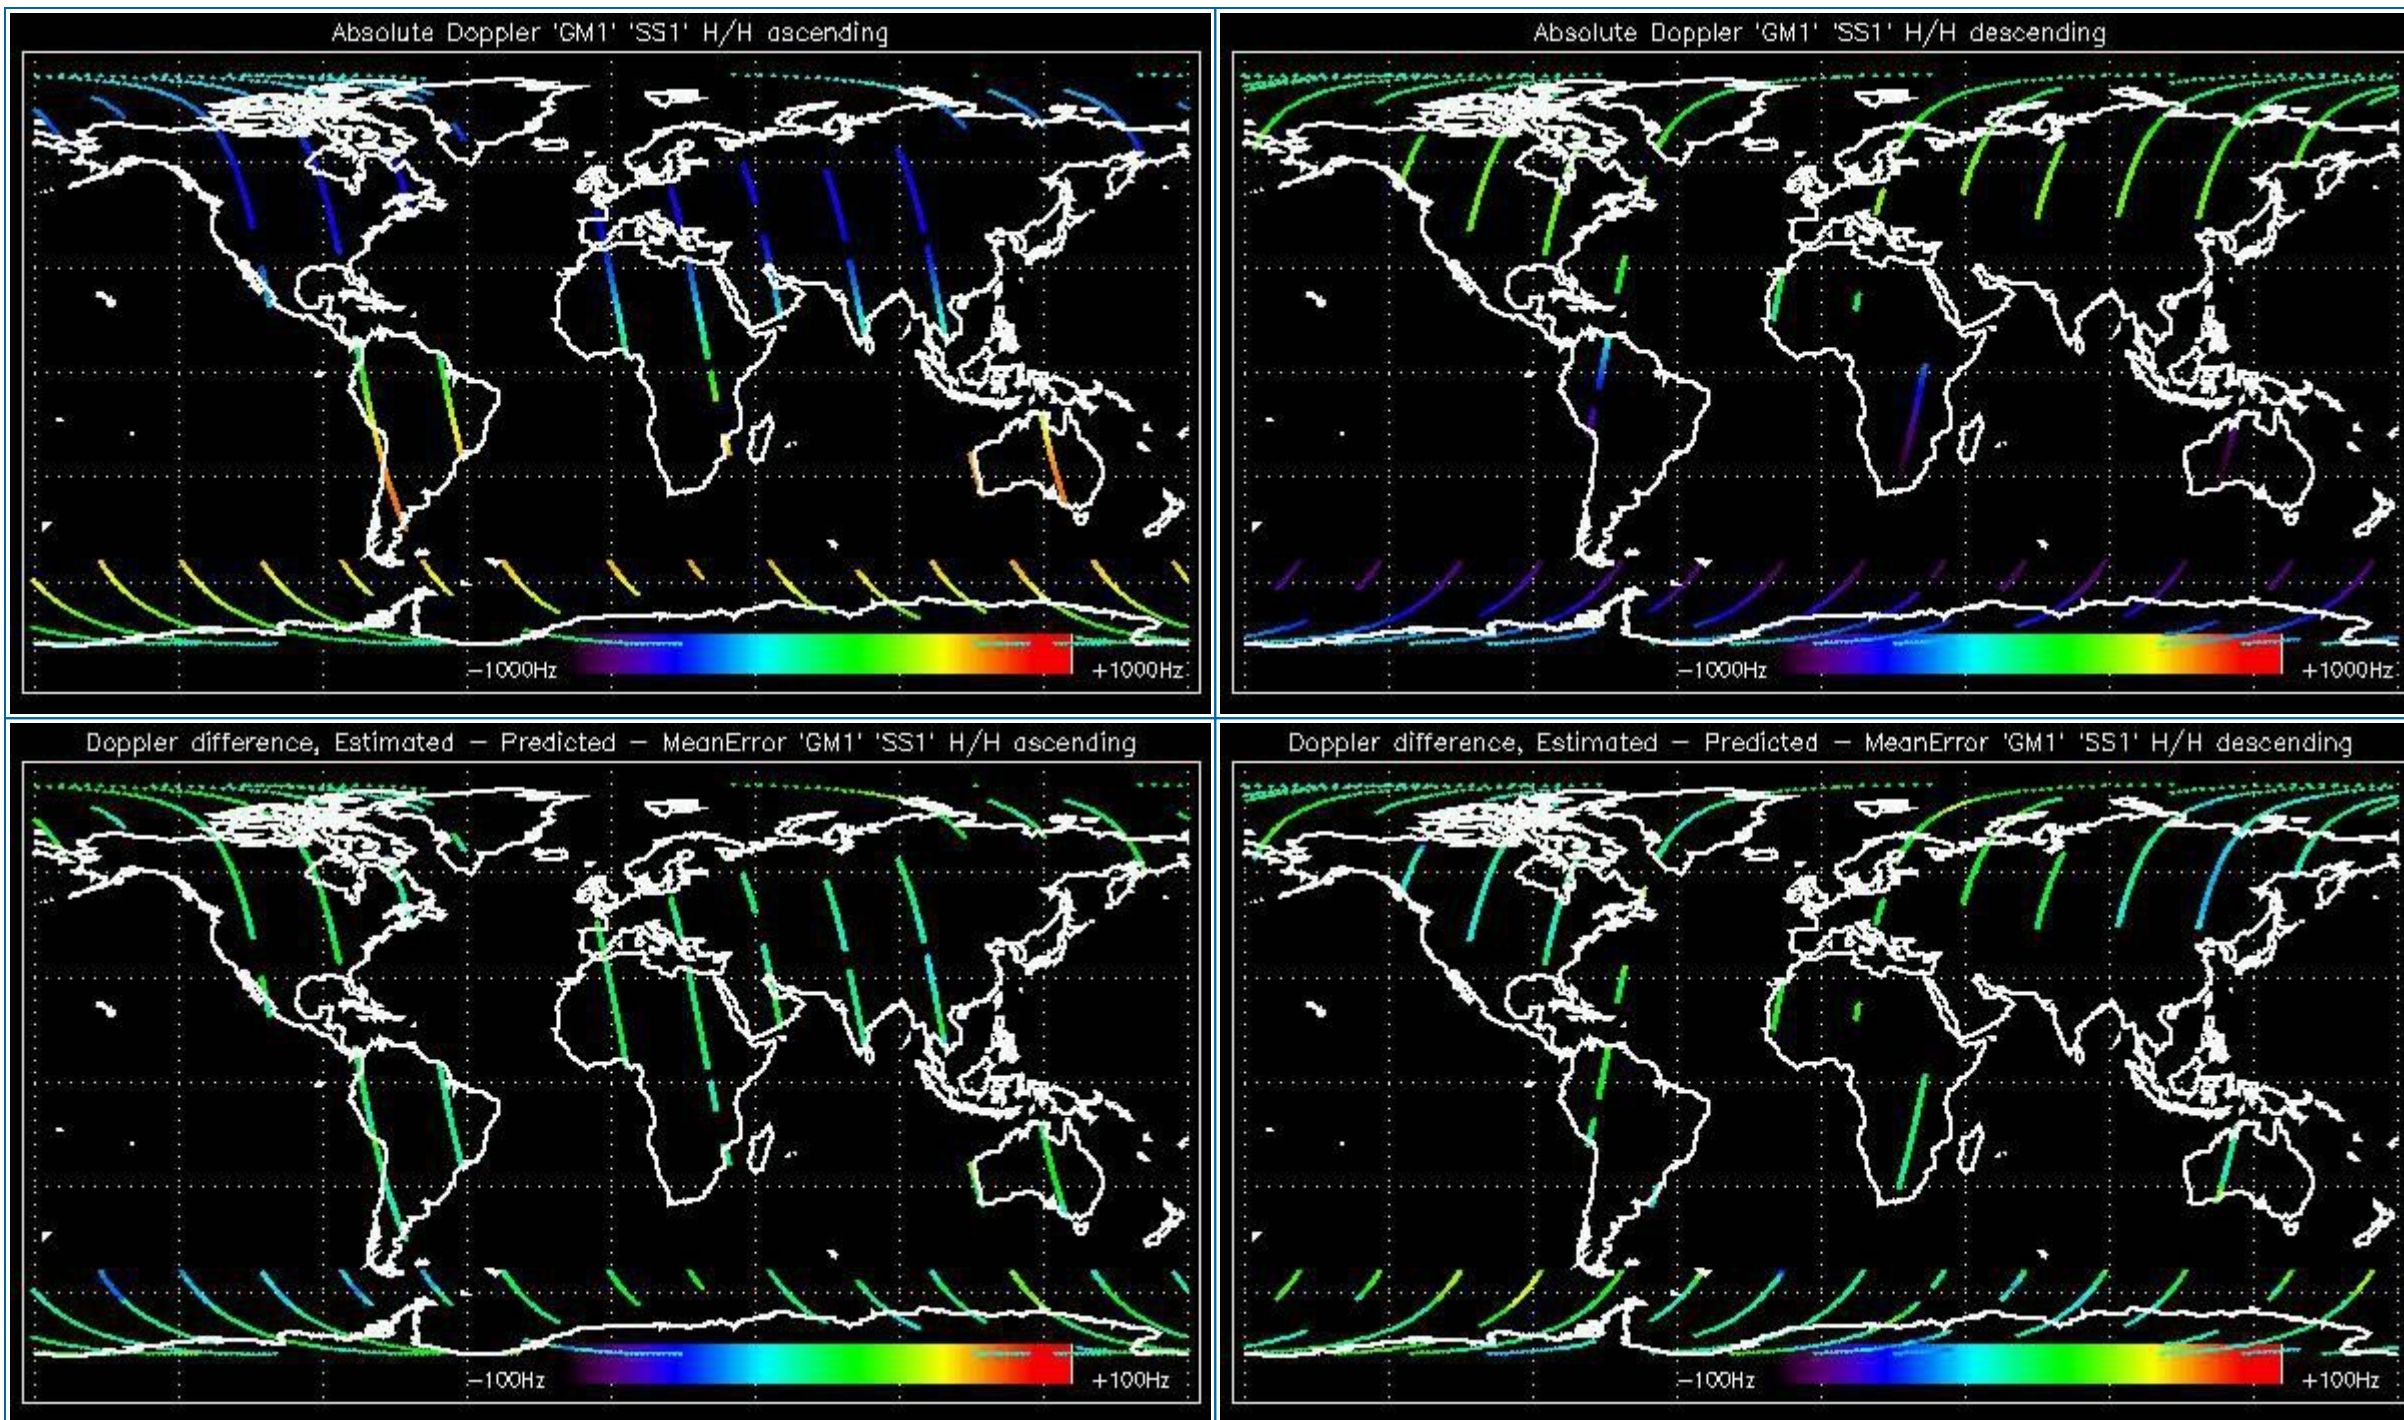 Absolute Doppler 'GM1' 'SS1' H/H ascending
-1000Hz
+1000Hz
Absolute Doppler 'GM1' 'SS1' H/H descending
-1000Hz
+1000Hz
Doppler difference, Estimated - Predicted - MeanError 'GM1' 'SS1' H/H ascending
-100Hz
+100Hz
Doppler difference, Estimated - Predicted - MeanError 'GM1' 'SS1' H/H descending
-100Hz
+100Hz